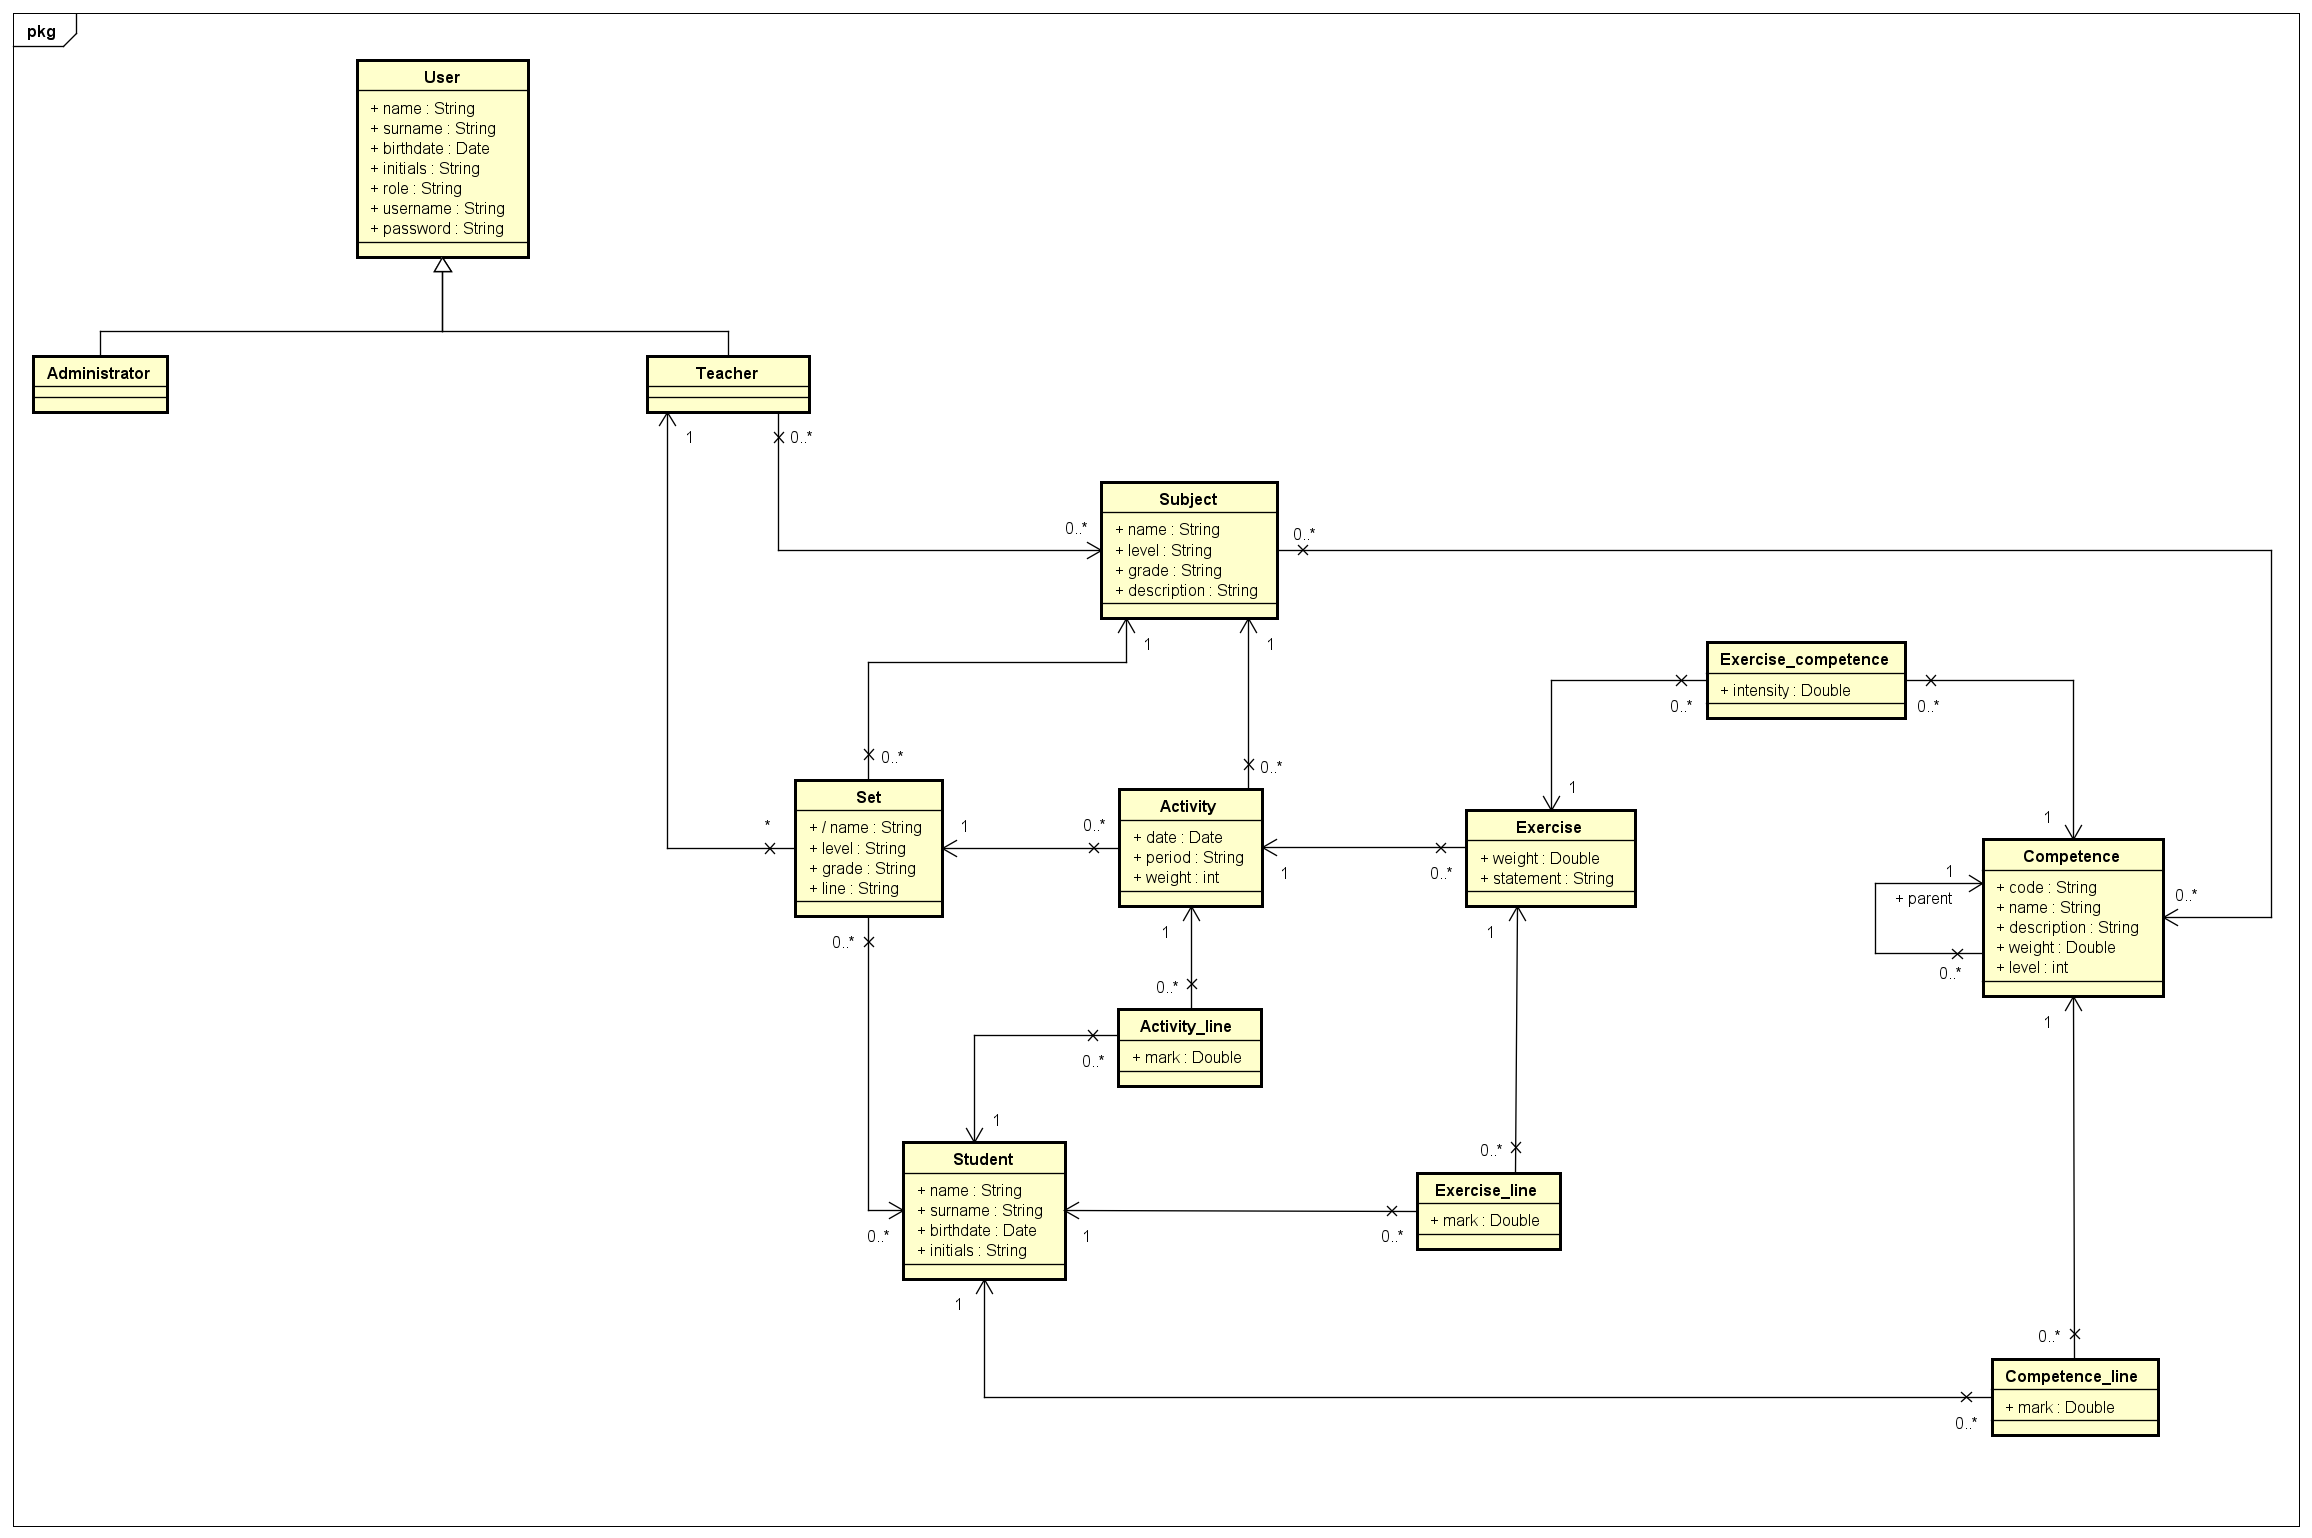 pkg
User
+ name : String
+ surname : String
+ birthdate : Date
+ initials : String
+ role : String
+ username : String
+ password : String
Administrator
Teacher
1
0..*
Subject
+ name : String
+ level : String
+ grade : String
+ description : String
0..*
0..*
1
1
Exercise_competence
+ intensity : Double
0..*
0..*
0..*
0..*
1
1
Set
+ / name : String
+ level : String
+ grade : String
+ line : String
*
1
0..*
0..*
Activity
+ date : Date
+ period : String
+ weight : int
1
0..*
1
Exercise
+ weight : Double
+ statement : String
1
Competence
+ code : String
+ name : String
+ description : String
+ weight : Double
+ level : int
1
+ parent
0..*
0..*
1
0..*
Activity_line
+ mark : Double
0..*
1
0..*
Student
+ name : String
+ surname : String
+ birthdate : Date
+ initials : String
0..*
1
1
Exercise_line
+ mark : Double
0..*
0..*
Competence_line
+ mark : Double
0..*